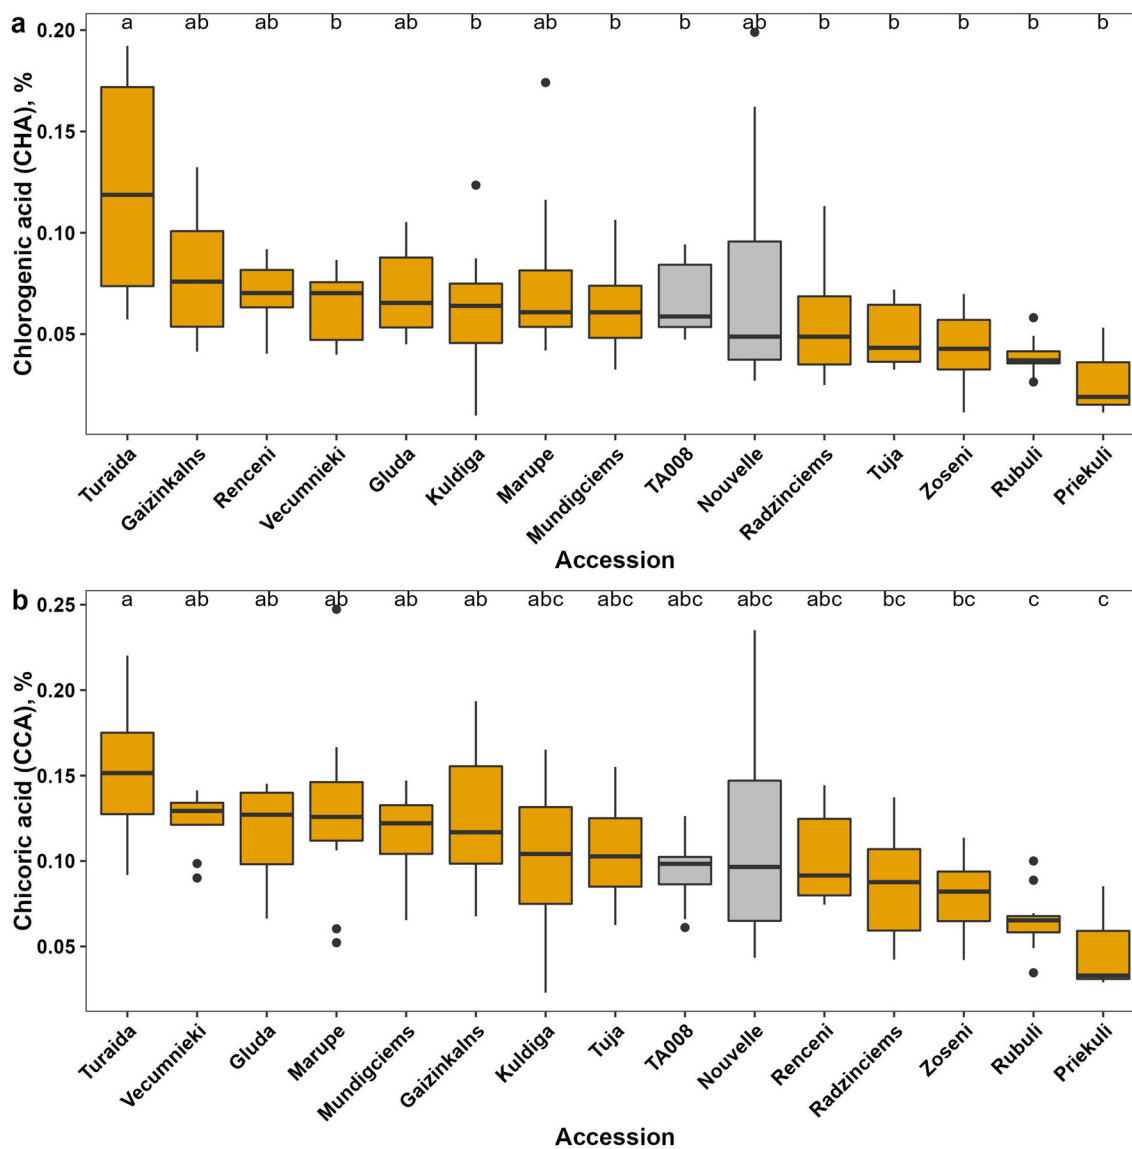 a
a ab ab b ab b ab b b ab b b b b b
Chlorogenic acid (CHA), %
0.20
0.15
0.10
0.05
Turaida Gaizinkalns Renceni Vecumnieki Gluda Kuldiga Marupe Mundigciems TA008 Nouvelle Radzinciems Tuja Zoseni Rubuli Priekuli
Accession
b
a ab ab ab ab ab abc abc abc abc abc bc bc c c
Chicoric acid (CCA), %
0.25
0.20
0.15
0.10
0.05
Turaida Vecumnieki Gluda Marupe Mundigciems Gaizinkalns Kuldiga Tuja TA008 Nouvelle Renceni Radzinciems Zoseni Rubuli Priekuli
Accession